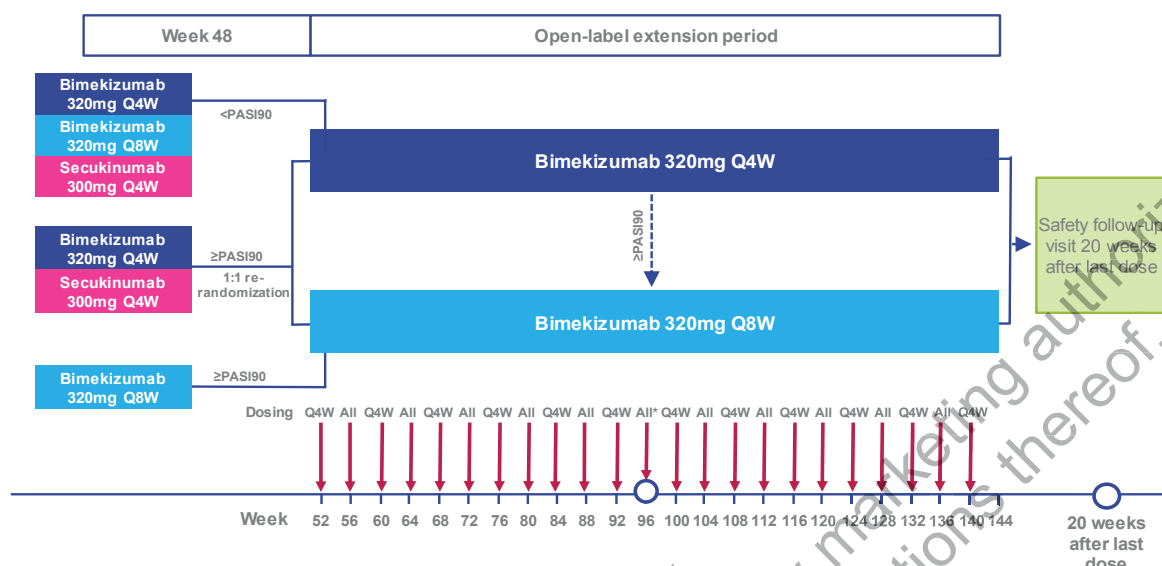 Week 48
Open-label extension period
Bimekizumab
320mg Q4W
Bimekizumab
320mg Q8W
Secukinumab
300mg Q4W
<PASI90
Bimekizumab 320mg Q4W
≥PASI90
Safety follow-up
visit 20 weeks
after last dose
Bimekizumab
320mg Q4W
Secukinumab
300mg Q4W
≥PASI90
1:1 re-
randomization
Bimekizumab 320mg Q8W
Bimekizumab
320mg Q8W
≥PASI90
Dosing Q4W All Q4W All Q4W All Q4W All Q4W All Q4W All* Q4W All Q4W All Q4W All Q4W All Q4W All Q4W
Week 52 56 60 64 68 72 76 80 84 88 92 96 100 104 108 112 116 120 124 128 132 136 140 144
20 weeks
after last
dose
marketing authoriz
tions thereof.